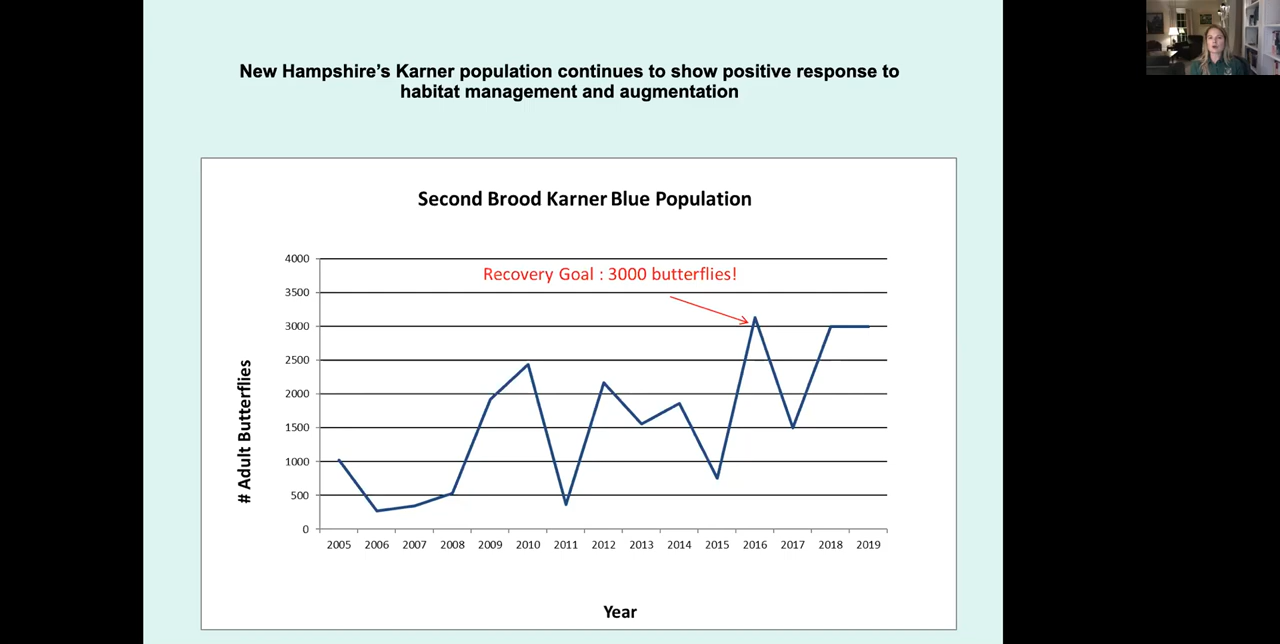 New Hampshire’s Karner population continues to show positive response to
habitat management and augmentation
Second Brood Karner Blue Population
Recovery Goal : 3000 butterflies!
# Adult Butterflies
4000
3500
3000
2500
2000
1500
1000
500
0
2005 2006 2007 2008 2009 2010 2011 2012 2013 2014 2015 2016 2017 2018 2019
Year